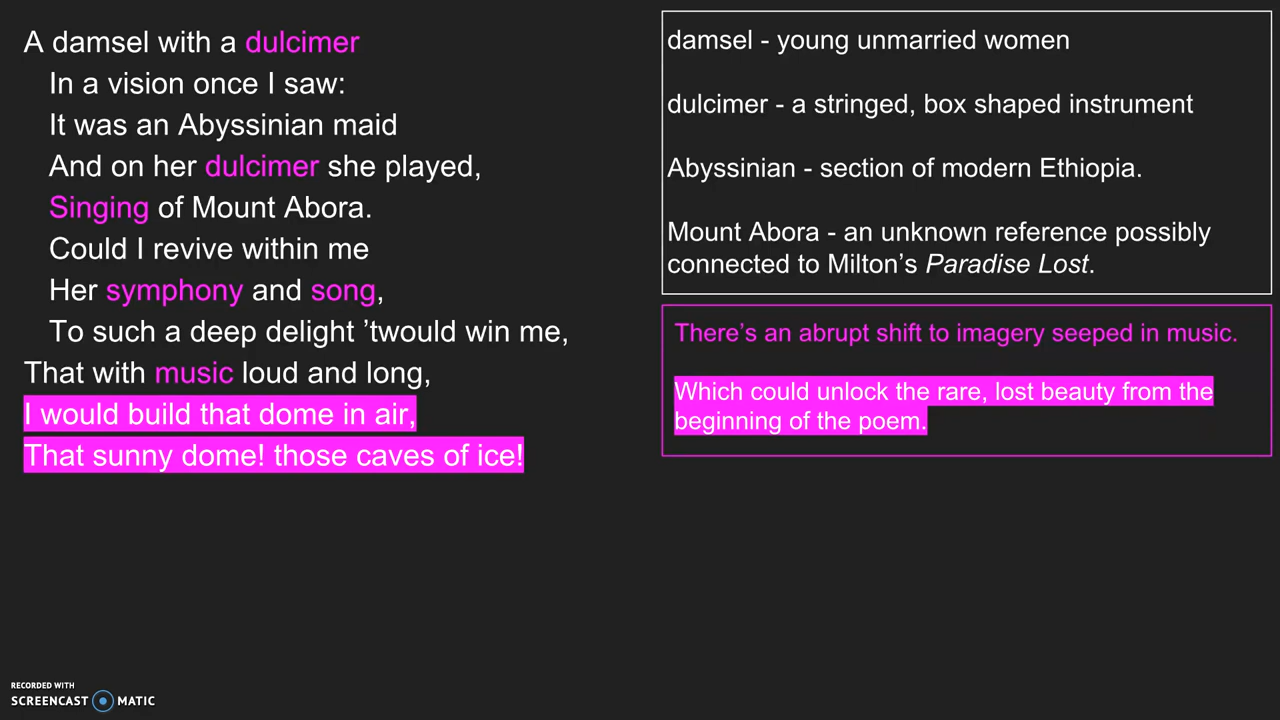 A damsel with a dulcimer
In a vision once I saw:
It was an Abyssinian maid
And on her dulcimer she played,
Singing of Mount Abora.
Could I revive within me
Her symphony and song,
To such a deep delight ’twould win me,
That with music loud and long,
I would build that dome in air,
That sunny dome! those caves of ice!
damsel - young unmarried women
dulcimer - a stringed, box shaped instrument
Abyssinian - section of modern Ethiopia.
Mount Abora - an unknown reference possibly
connected to Milton’s Paradise Lost.
There’s an abrupt shift to imagery seeped in music.
Which could unlock the rare, lost beauty from the
beginning of the poem.
RECORDED WITH
SCREENCAST MATIC